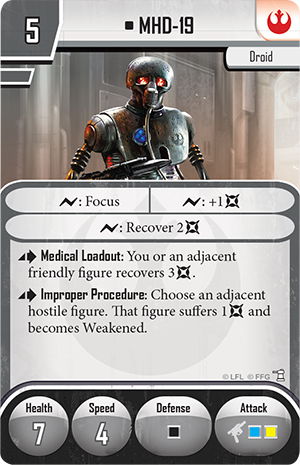 5
MHD-19
Droid
: Focus
: +1
: Recover 2
Medical Loadout: You or an adjacent
friendly figure recovers 3 .
Improper Procedure: Choose an adjacent
hostile figure. That figure suffers 1 and
becomes Weakened.
© LFL © FFG
Health Speed Defense Attack
7 4